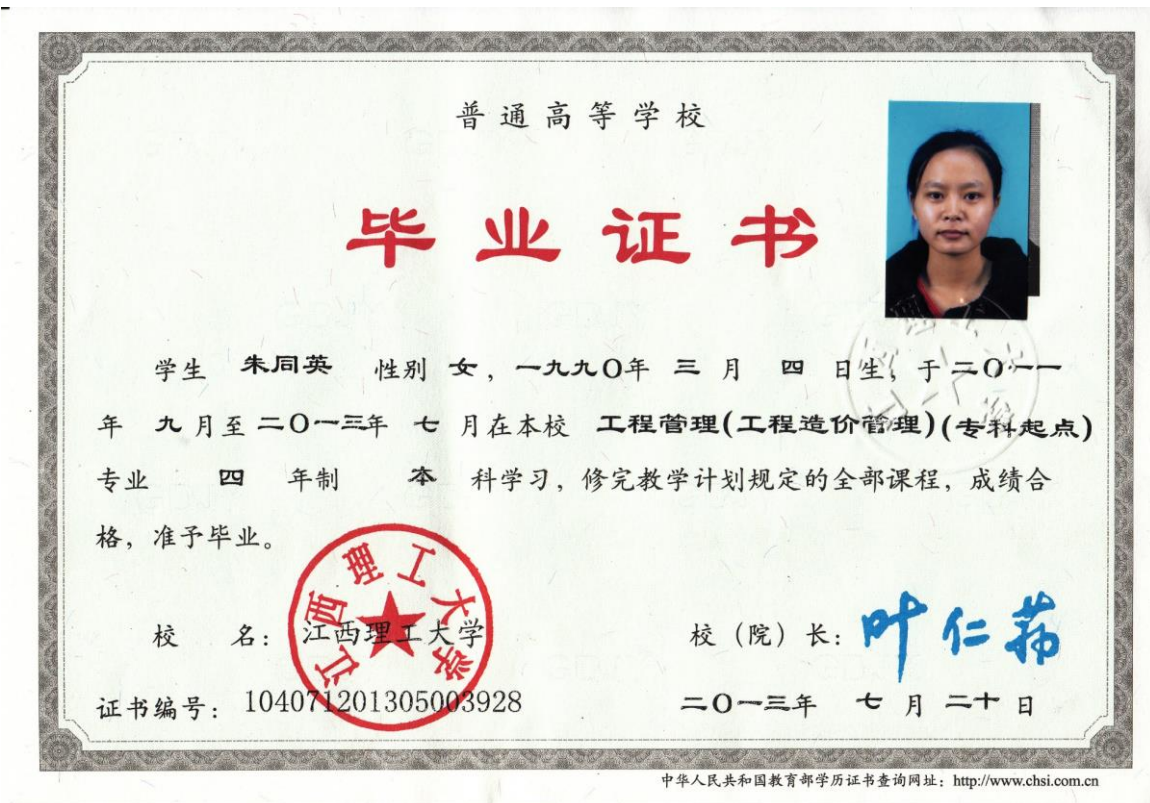 普通高等学校
毕业证书
学生 朱同英 性别 女，一九九〇年 三 月 四 日生，于二〇一一
年 九 月至 二〇一三年 七 月在本校 工程管理(工程造价管理)(专科起点)
专业 四 年制 本 科学习，修完教学计划规定的全部课程，成绩合
格，准予毕业。
江西理工大学
校 名：江西理工大学 校（院）长：叶仁荪
证书编号：104071201305003928 二〇一三年 七 月 二十 日
中华人民共和国教育部学历证书查询网址：http://www.chsi.com.cn